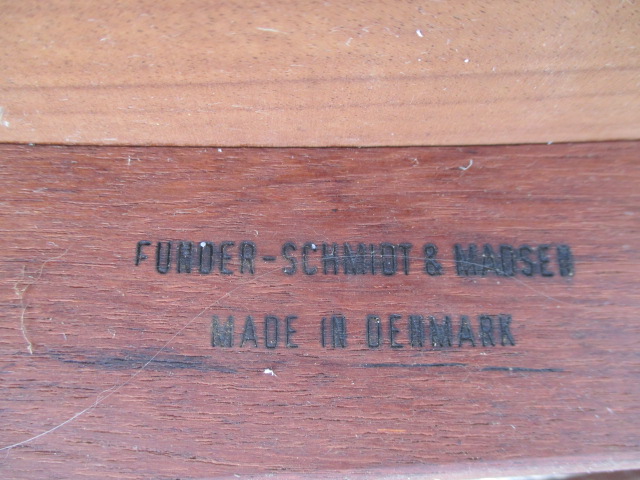 FUNDER-SCHMIDT & MADSEN
MADE IN DENMARK